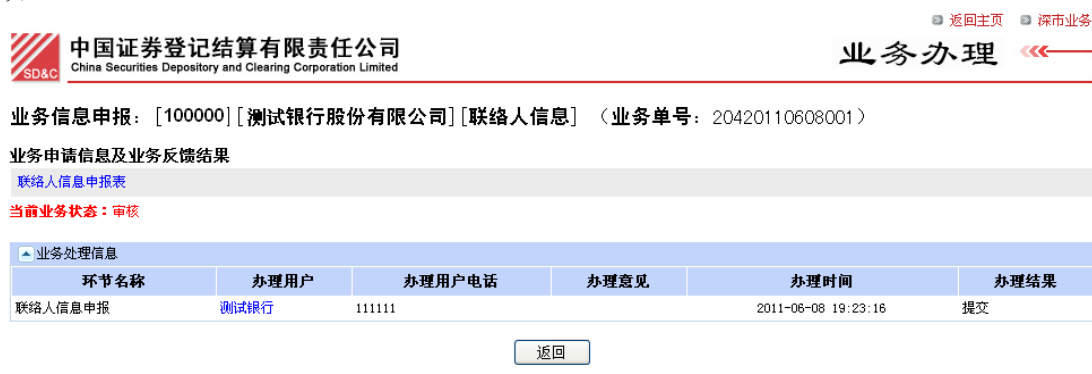 返回主页 深市业务
中国证券登记结算有限责任公司
China Securities Depository and Clearing Corporation Limited
SD&C
业务办理
业务信息申报：[100000][测试银行股份有限公司][联络人信息] （业务单号：20420110608001）
业务申请信息及业务反馈结果
联络人信息申报表
当前业务状态：审核
业务处理信息
环节名称 办理用户 办理用户电话 办理意见 办理时间 办理结果
联络人信息申报 测试银行 111111 2011-06-08 19:23:16 提交
返回